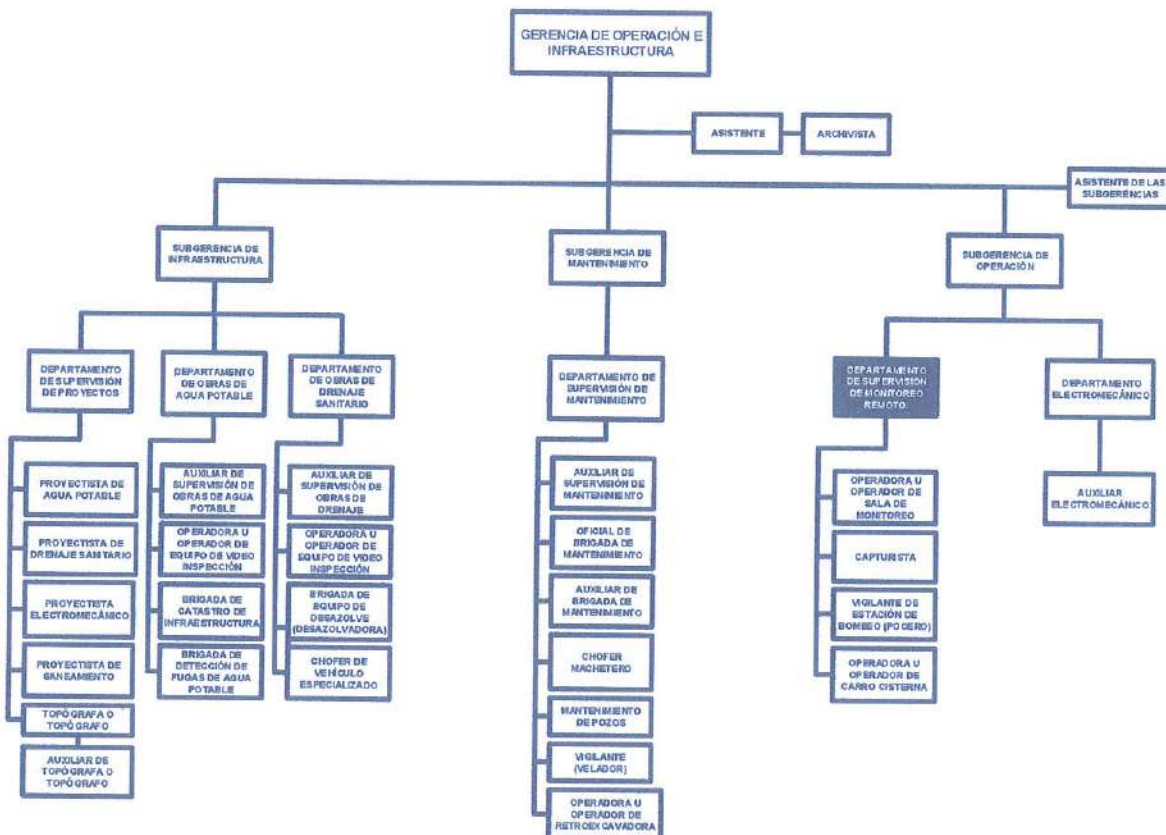 GERENCIA DE OPERACIÓN E
INFRAESTRUCTURA
ASISTENTE
ARCHIVISTA
ASISTENTE DE LAS
SUBGERENCIAS
SUBGERENCIA DE
INFRAESTRUCTURA
SUBGERENCIA DE
MANTENIMIENTO
SUBGERENCIA DE
OPERACIÓN
DEPARTAMENTO
DE SUPERVISIÓN
DE PROYECTOS
DEPARTAMENTO
DE OBRAS DE
AGUA POTABLE
DEPARTAMENTO
DE OBRAS DE
DRENAJE
SANITARIO
DEPARTAMENTO DE
SUPERVISIÓN DE
MANTENIMIENTO
DEPARTAMENTO
DE SUPERVISIÓN
DE MONITOREO
REMOTO.
DEPARTAMENTO
ELECTROMECÁNICO
PROYECTISTA DE
AGUA POTABLE
PROYECTISTA DE
DRENAJE SANITARIO
PROYECTISTA
ELECTROMECÁNICO
PROYECTISTA DE
SANEAMIENTO
TOPÓGRAFA O
TOPÓGRAFO
AUXILIAR DE
TOPÓGRAFA O
TOPÓGRAFO
AUXILIAR DE
SUPERVISIÓN DE
OBRAS DE AGUA
POTABLE
OPERADORA U
OPERADOR DE
EQUIPO DE VIDEO
INSPECCIÓN
BRIGADA DE
CATASTRO DE
INFRAESTRUCTURA
BRIGADA DE
DETECCIÓN DE
FUGAS DE AGUA
POTABLE
AUXILIAR DE
SUPERVISIÓN DE
OBRAS DE
DRENAJE
OPERADORA U
OPERADOR DE
EQUIPO DE VIDEO
INSPECCIÓN
BRIGADA DE
EQUIPO DE
DESAZOLVE
(DESAZOLVADORA)
CHOFER DE
VEHÍCULO
ESPECIALIZADO
AUXILIAR DE
SUPERVISIÓN DE
MANTENIMIENTO
OFICIAL DE
BRIGADA DE
MANTENIMIENTO
AUXILIAR DE
BRIGADA DE
MANTENIMIENTO
CHOFER
MACHETERO
MANTENIMIENTO
DE POZOS
VIGILANTE
(VELADOR)
OPERADORA U
OPERADOR DE
RETROEXCAVADORA
OPERADORA U
OPERADOR DE
SALA DE
MONITOREO
CAPTURISTA
VIGILANTE DE
ESTACIÓN DE
BOMBEO (POCERO)
OPERADORA U
OPERADOR DE
CARRO CISTERNA
AUXILIAR
ELECTROMECÁNICO